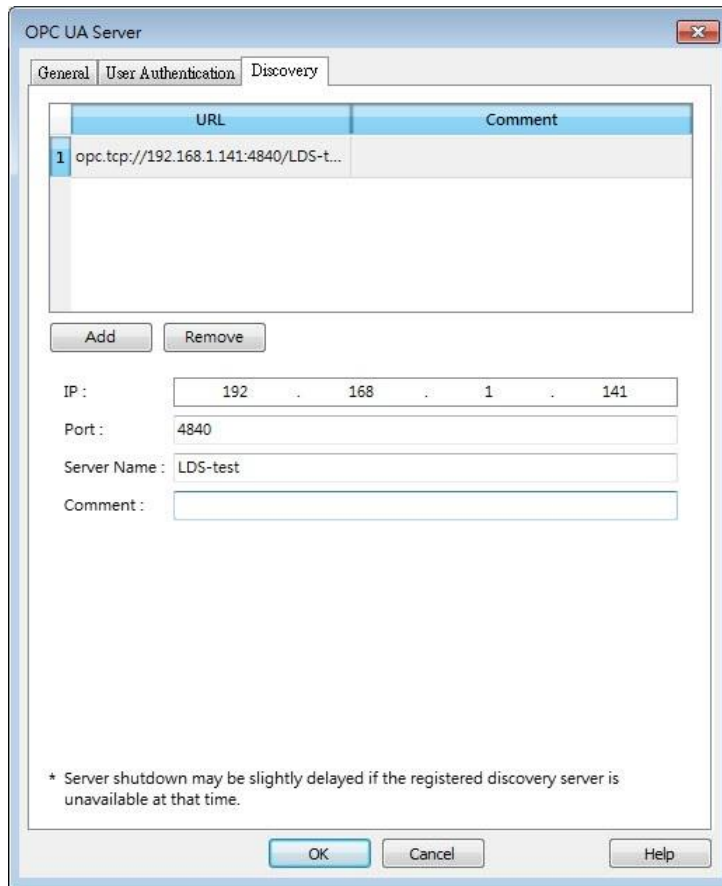 OPC UA Server
General User Authentication Discovery
URL Comment
1 opc.tcp://192.168.1.141:4840/LDS-t...
Add Remove
IP : 192 . 168 . 1 . 141
Port : 4840
Server Name : LDS-test
Comment :
* Server shutdown may be slightly delayed if the registered discovery server is
unavailable at that time.
OK Cancel Help